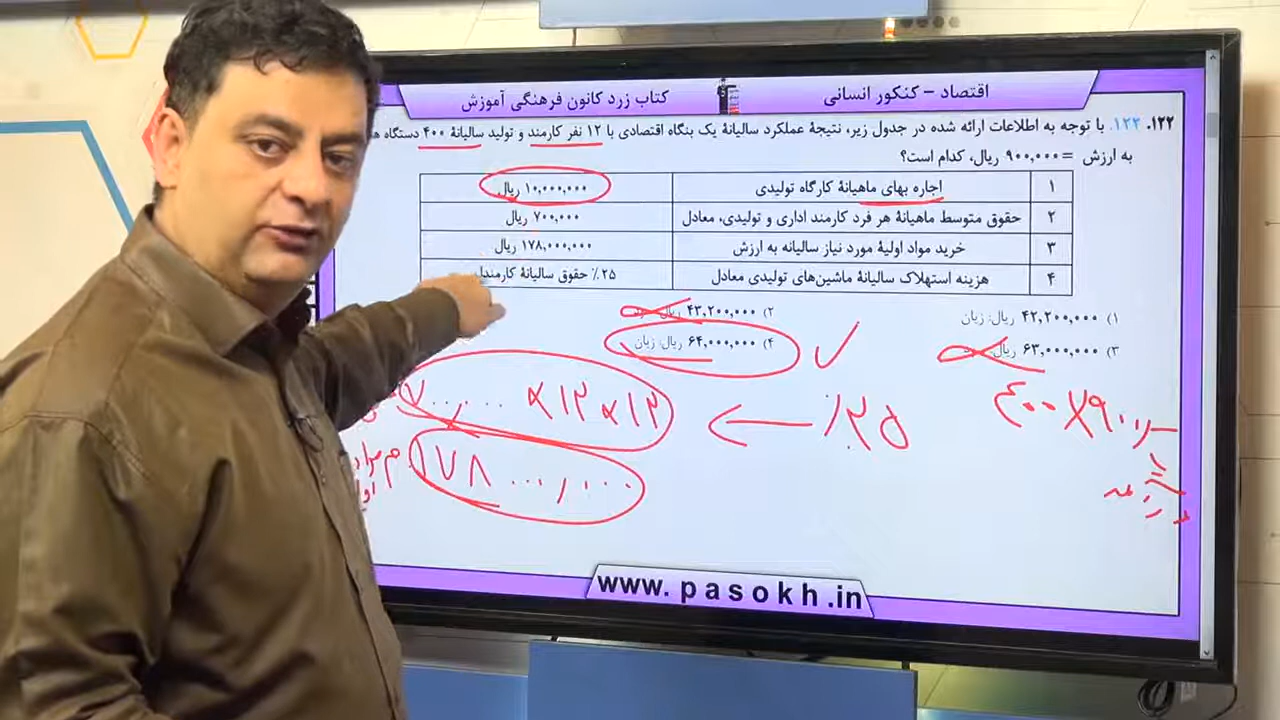 اقتصاد - کنکور انسانی
کتاب زرد کانون فرهنگی آموزش
۱۲۲. ۱۲۲. با توجه به اطلاعات ارائه شده در جدول زیر، نتیجهٔ عملکرد سالیانهٔ یک بنگاه اقتصادی با ۱۲ نفر کارمند و تولید سالیانهٔ ۴۰۰ دستگاه
به ارزش = ۹۰۰,۰۰۰ ریال، کدام است؟
۱ اجاره بهای ماهیانهٔ کارگاه تولیدی ۱۰,۰۰۰,۰۰۰ ریال
۲ حقوق متوسط ماهیانهٔ هر فرد کارمند اداری و تولیدی، معادل ۷۰۰,۰۰۰ ریال
۳ خرید مواد اولیهٔ مورد نیاز سالیانه به ارزش ۱۷۸,۰۰۰,۰۰۰ ریال
۴ هزینه استهلاک سالیانهٔ ماشین‌های تولیدی معادل ۲۵٪ حقوق سالیانهٔ
۱) ۴۲,۲۰۰,۰۰۰ ریال: زیان
۲) ۴۳,۲۰۰,۰۰۰ ریال:
۳) ۶۳,۰۰۰,۰۰۰ ریال:
۴) ۶۴,۰۰۰,۰۰۰ ریال: زیان
۷..... × ۱۲ × ۱۲
٪۲۵
۱۷۸...,...
www.pasokh.in